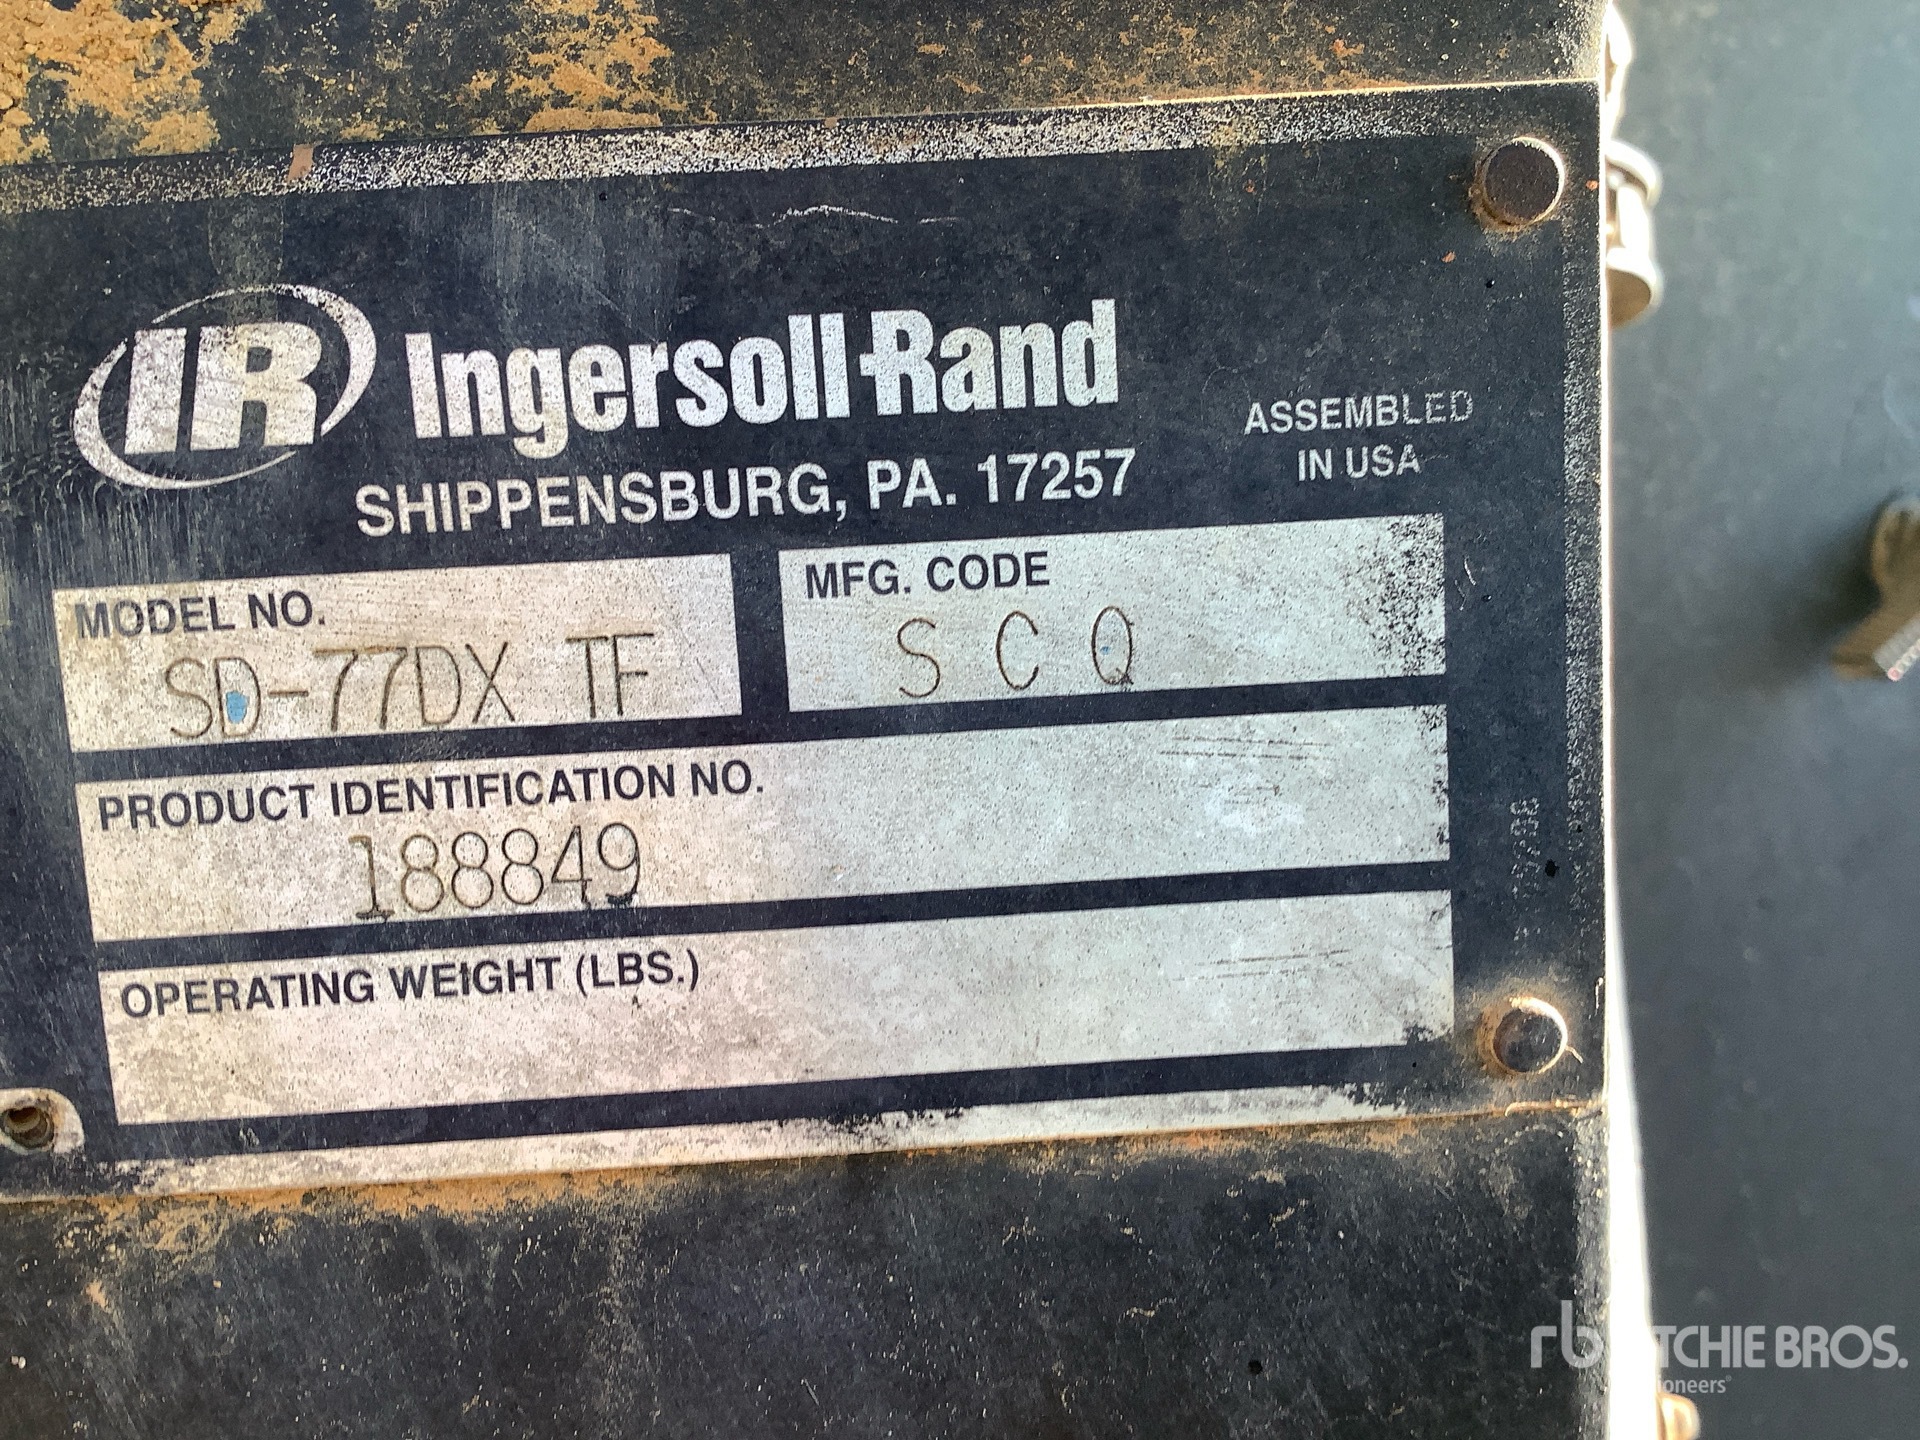 IR Ingersoll-Rand
SHIPPENSBURG, PA. 17257
ASSEMBLED
IN USA
MODEL NO.
SD-77DX TF
MFG. CODE
S C Q
PRODUCT IDENTIFICATION NO.
188849
OPERATING WEIGHT (LBS.)
rb RITCHIE BROS.